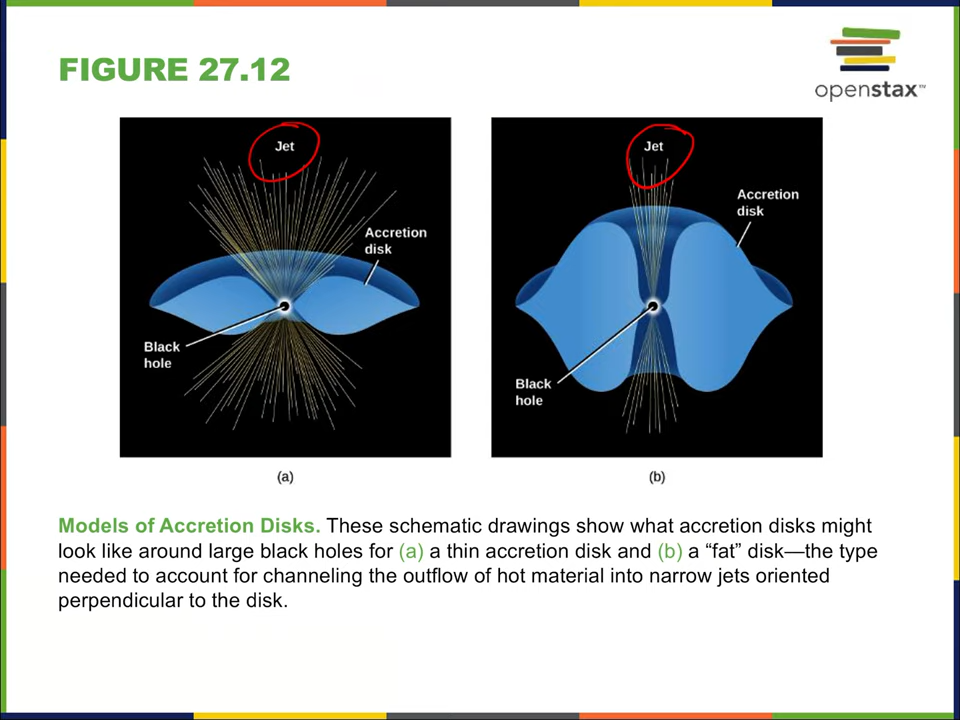 FIGURE 27.12
openstax™
Jet
Accretion
disk
Black
hole
(a)
Jet
Accretion
disk
Black
hole
(b)
Models of Accretion Disks. These schematic drawings show what accretion disks might
look like around large black holes for (a) a thin accretion disk and (b) a “fat” disk—the type
needed to account for channeling the outflow of hot material into narrow jets oriented
perpendicular to the disk.